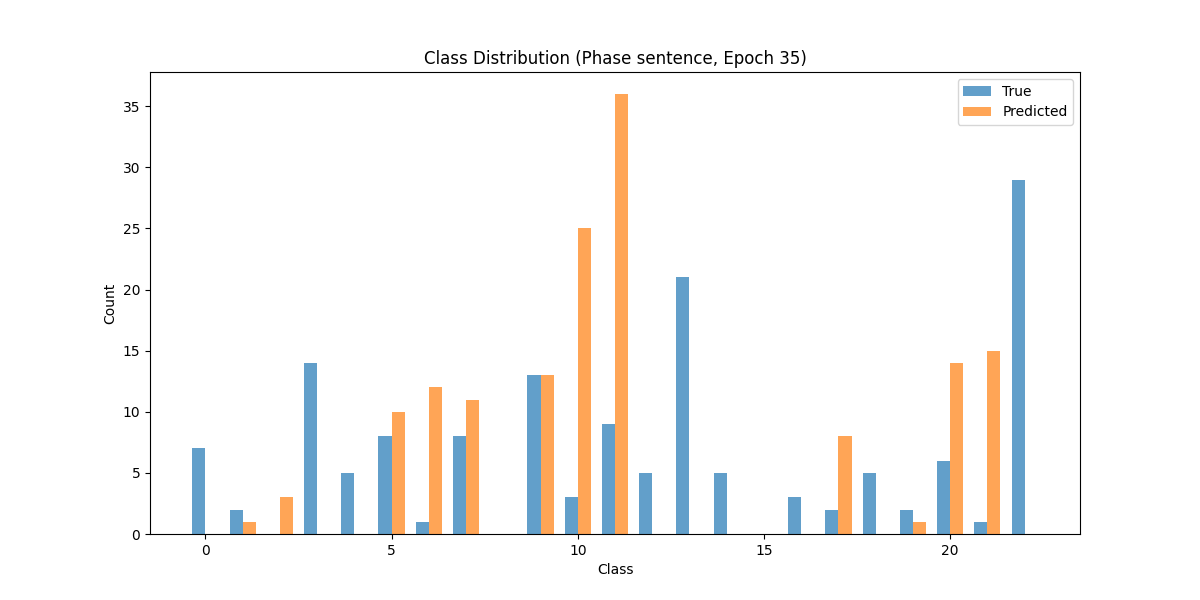 Class Distribution (Phase sentence, Epoch 35)
True
Predicted
35
30
25
20
15
10
5
0
Count
0 5 10 15 20
Class